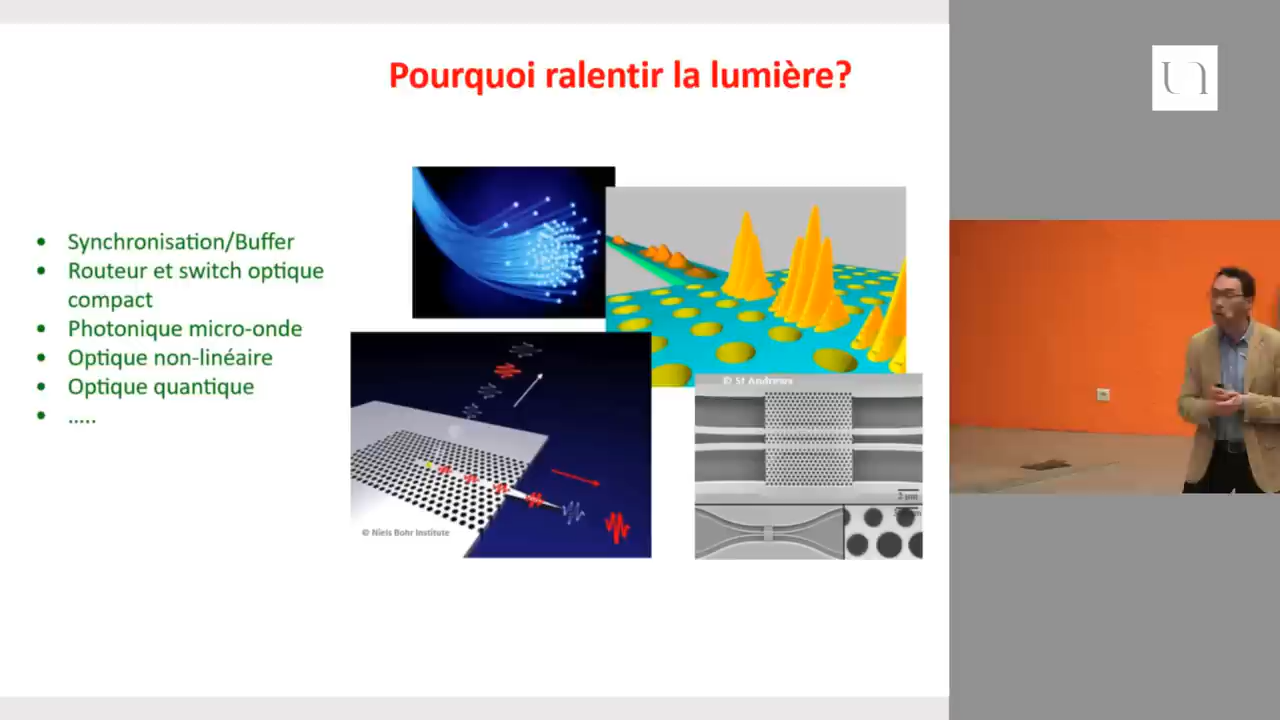 Pourquoi ralentir la lumière?
• Synchronisation/Buffer
• Routeur et switch optique
compact
• Photonique micro-onde
• Optique non-linéaire
• Optique quantique
• .....
© St Andrews
© Niels Bohr Institute
un